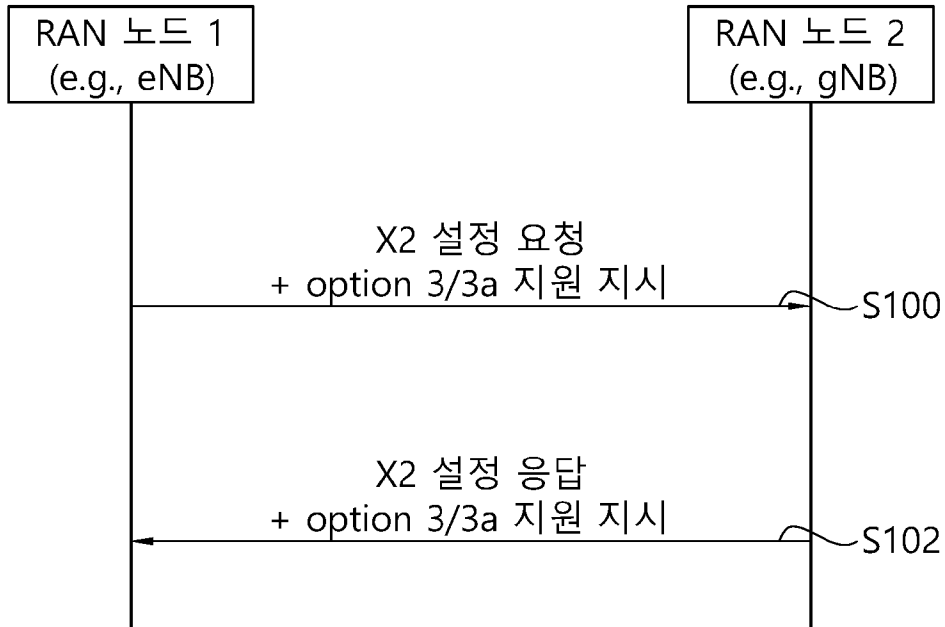 RAN 노드 1
(e.g., eNB)
RAN 노드 2
(e.g., gNB)
X2 설정 요청
+ option 3/3a 지원 지시
S100
X2 설정 응답
+ option 3/3a 지원 지시
S102